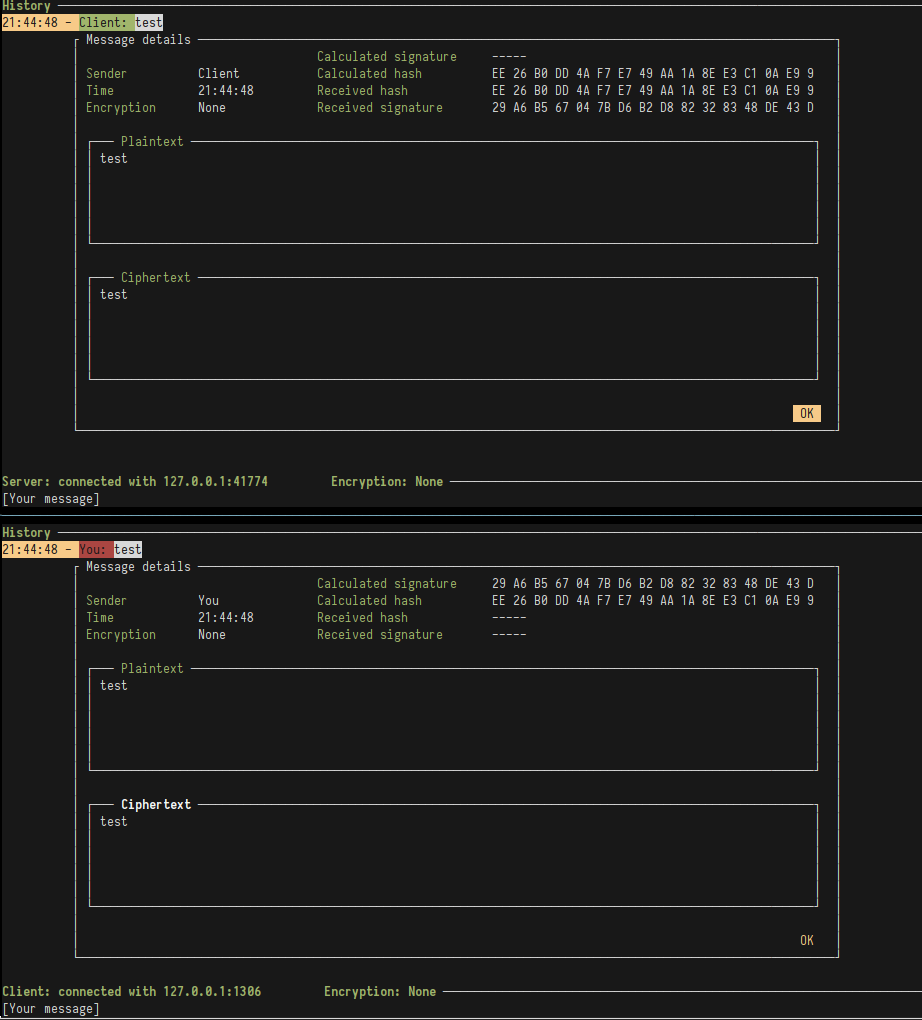 History
21:44:48 - Client: test
Message details
Calculated signature -----
Sender Client Calculated hash EE 26 B0 DD 4A F7 E7 49 AA 1A 8E E3 C1 0A E9 9
Time 21:44:48 Received hash EE 26 B0 DD 4A F7 E7 49 AA 1A 8E E3 C1 0A E9 9
Encryption None Received signature 29 A6 B5 67 04 7B D6 B2 D8 82 32 83 48 DE 43 D
Plaintext
test
Ciphertext
test
OK
Server: connected with 127.0.0.1:41774 Encryption: None
[Your message]
History
21:44:48 - You: test
Message details
Calculated signature 29 A6 B5 67 04 7B D6 B2 D8 82 32 83 48 DE 43 D
Sender You Calculated hash EE 26 B0 DD 4A F7 E7 49 AA 1A 8E E3 C1 0A E9 9
Time 21:44:48 Received hash -----
Encryption None Received signature -----
Plaintext
test
Ciphertext
test
OK
Client: connected with 127.0.0.1:1306 Encryption: None
[Your message]